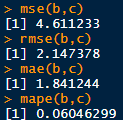 > mse(b,c)
[1] 4.611233
> rmse(b,c)
[1] 2.147378
> mae(b,c)
[1] 1.841244
> mape(b,c)
[1] 0.06046299